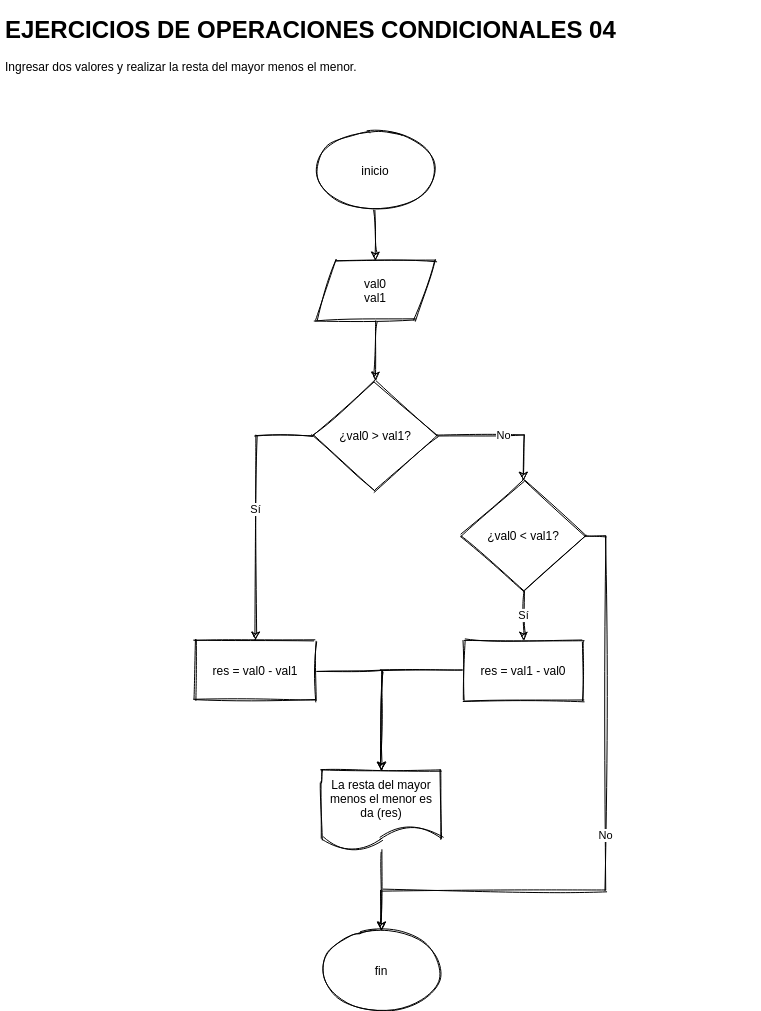 EJERCICIOS DE OPERACIONES CONDICIONALES 04
Ingresar dos valores y realizar la resta del mayor menos el menor.
inicio
val0
val1
¿val0 > val1?
No
Sí
¿val0 < val1?
Sí
res = val0 - val1
res = val1 - val0
La resta del mayor
menos el menor es
da (res)
No
fin